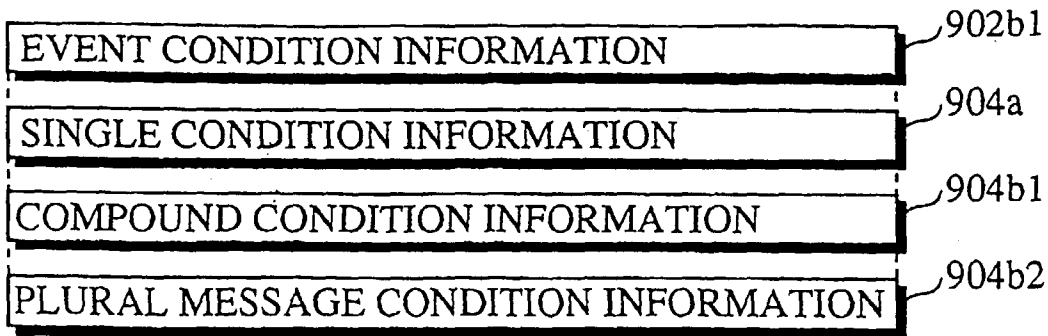 902b1
EVENT CONDITION INFORMATION
904a
SINGLE CONDITION INFORMATION
904b1
COMPOUND CONDITION INFORMATION
904b2
PLURAL MESSAGE CONDITION INFORMATION